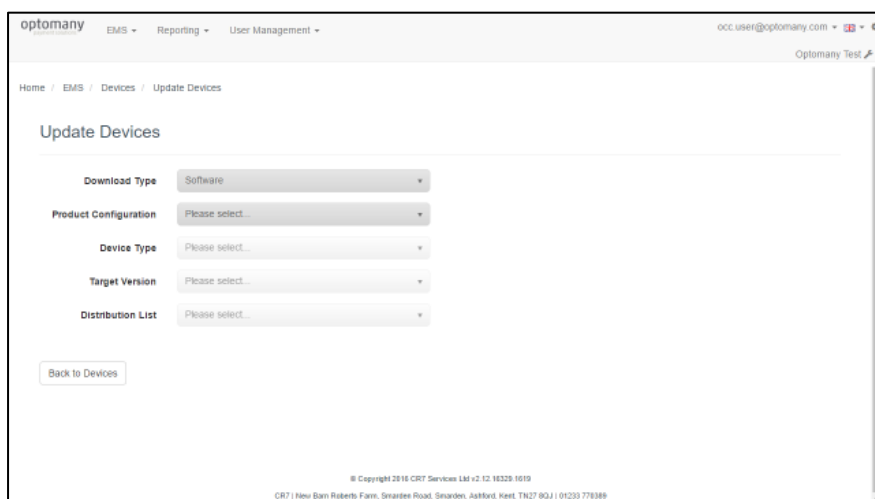 optomany
EMS Reporting User Management
occ.user@optomany.com
Optomany Test
Home / EMS / Devices / Update Devices
Update Devices
Download Type Software
Product Configuration Please select...
Device Type Please select...
Target Version Please select...
Distribution List Please select...
Back to Devices
© Copyright 2016 CR7 Services Ltd v2.12.16329.1619
CR7 | New Barn Roberts Farm, Smarden Road, Smarden, Ashford, Kent, TN27 8QJ | 01233 770389